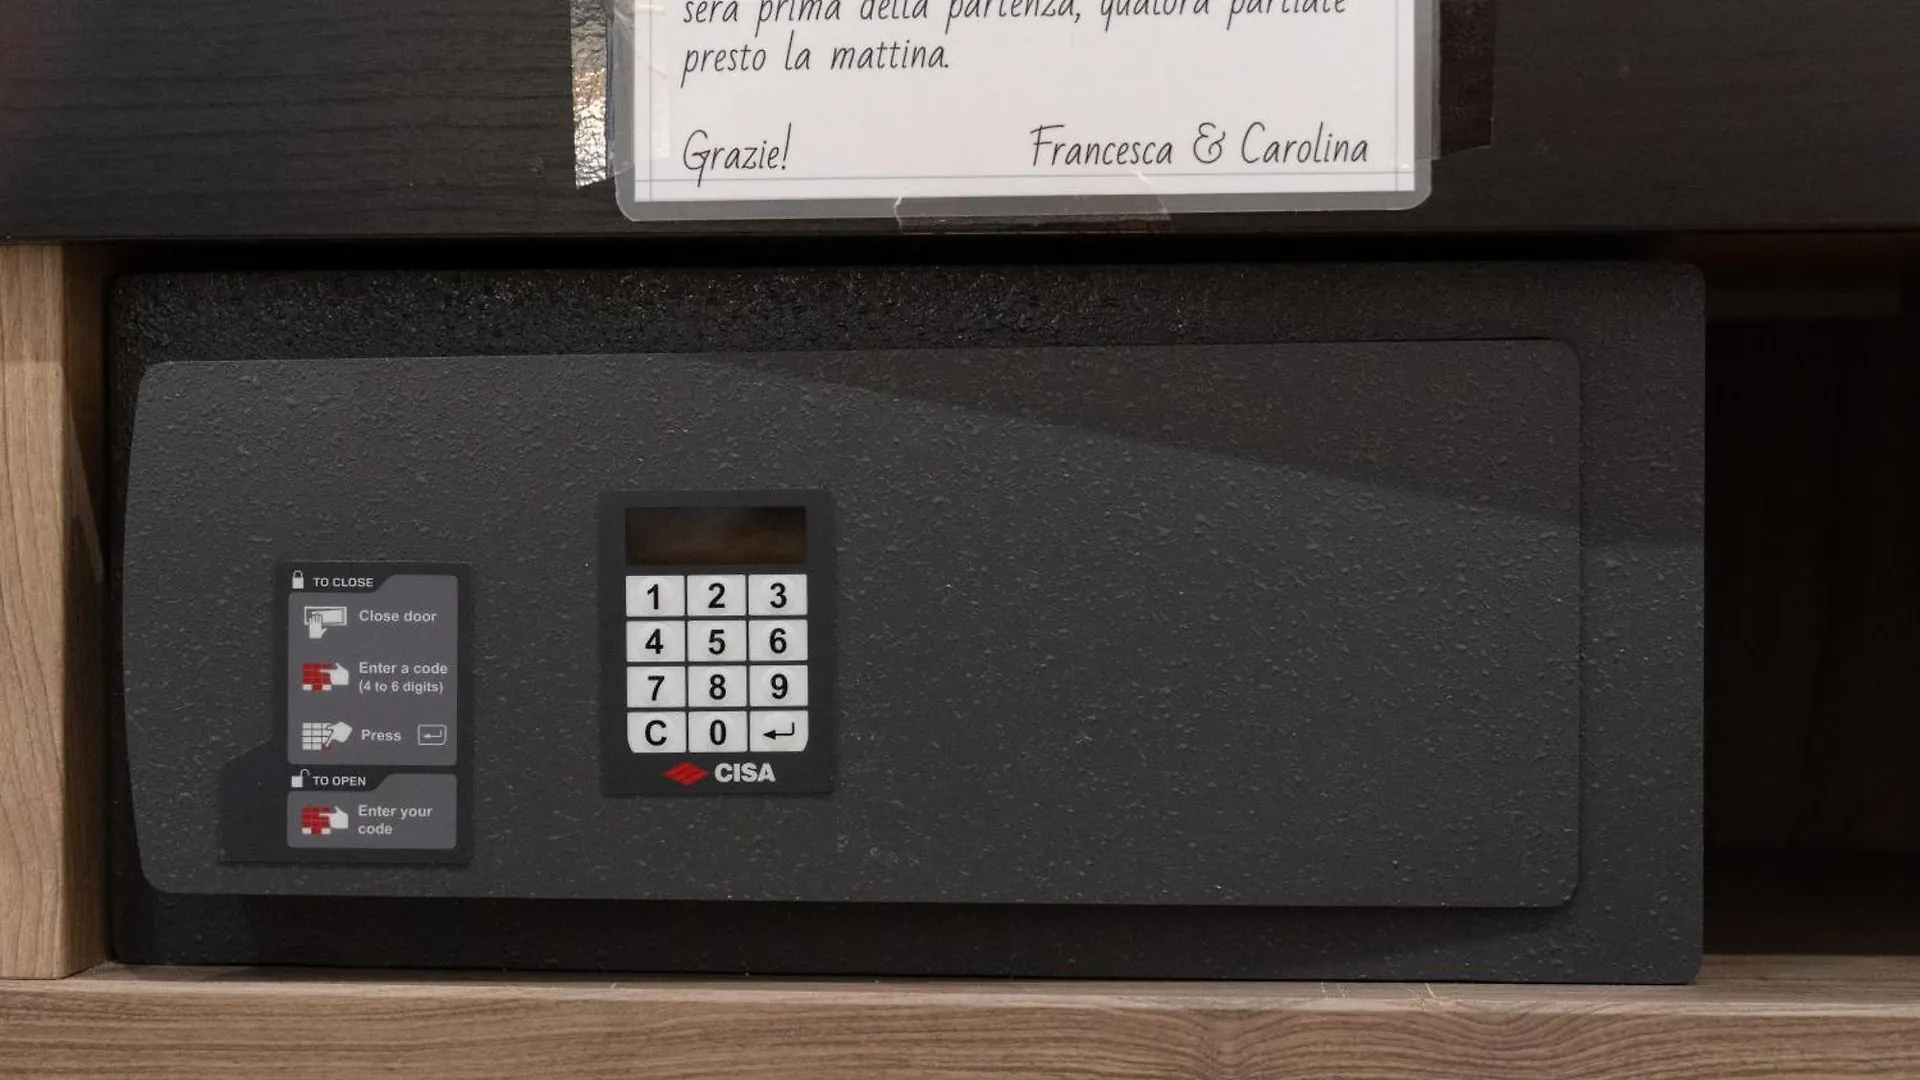 sera prima della partenza, qualora partiate
presto la mattina.
Grazie! Francesca & Carolina
TO CLOSE
Close door
Enter a code
(4 to 6 digits)
Press
TO OPEN
Enter your
code
1 2 3
4 5 6
7 8 9
C 0
CISA